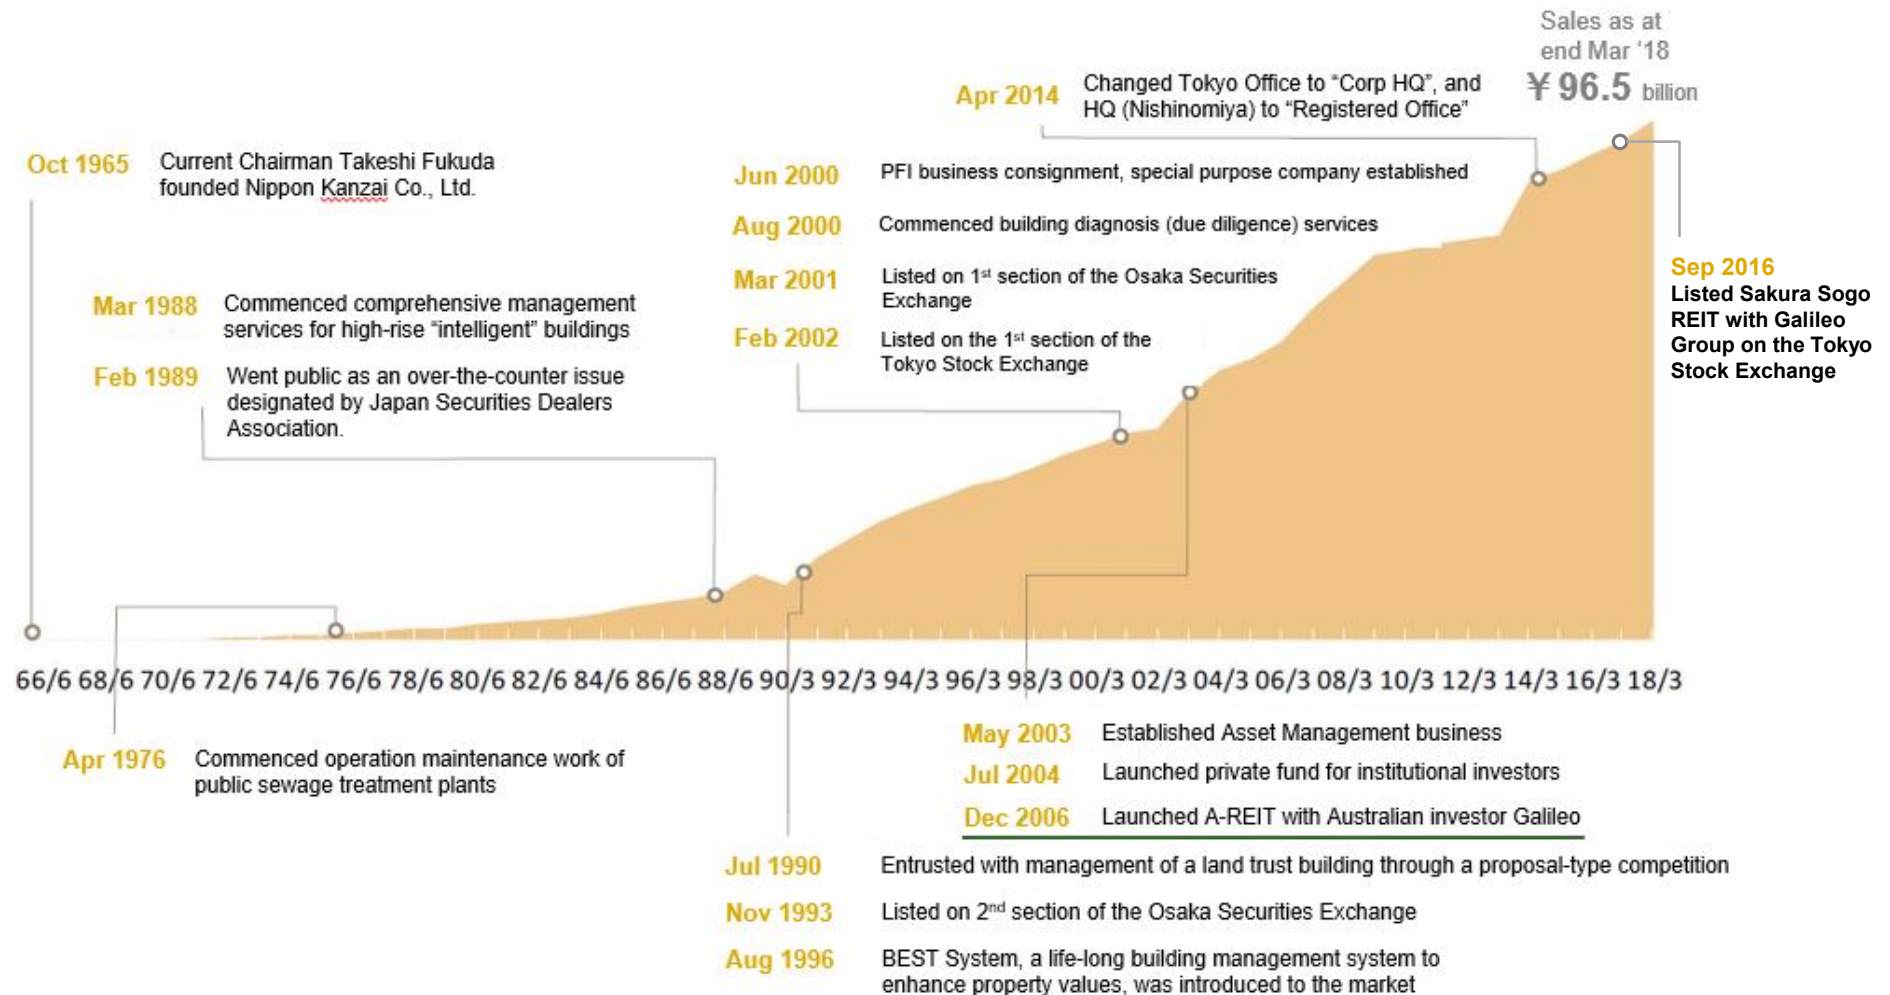 Sales as at
end Mar ‘18
¥ 96.5 billion
Apr 2014
Changed Tokyo Office to “Corp HQ”, and
HQ (Nishinomiya) to “Registered Office”
Oct 1965
Current Chairman Takeshi Fukuda
founded Nippon Kanzai Co., Ltd.
Jun 2000
PFI business consignment, special purpose company established
Aug 2000
Commenced building diagnosis (due diligence) services
Mar 2001
Listed on 1st section of the Osaka Securities
Exchange
Feb 2002
Listed on the 1st section of the
Tokyo Stock Exchange
Mar 1988
Commenced comprehensive management
services for high-rise “intelligent” buildings
Feb 1989
Went public as an over-the-counter issue
designated by Japan Securities Dealers
Association.
Sep 2016
Listed Sakura Sogo
REIT with Galileo
Group on the Tokyo
Stock Exchange
66/6 68/6 70/6 72/6 74/6 76/6 78/6 80/6 82/6 84/6 86/6 88/6 90/3 92/3 94/3 96/3 98/3 00/3 02/3 04/3 06/3 08/3 10/3 12/3 14/3 16/3 18/3
Apr 1976
Commenced operation maintenance work of
public sewage treatment plants
May 2003
Established Asset Management business
Jul 2004
Launched private fund for institutional investors
Dec 2006
Launched A-REIT with Australian investor Galileo
Jul 1990
Entrusted with management of a land trust building through a proposal-type competition
Nov 1993
Listed on 2nd section of the Osaka Securities Exchange
Aug 1996
BEST System, a life-long building management system to
enhance property values, was introduced to the market